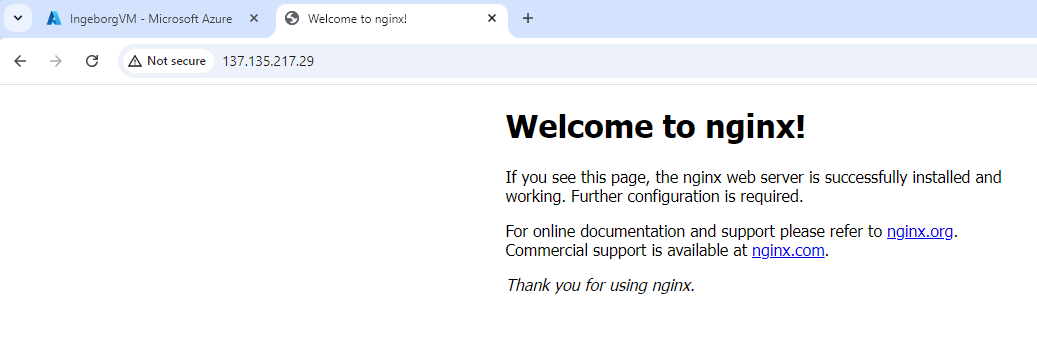 IngeborgVM - Microsoft Azure
Welcome to nginx!
Not secure
137.135.217.29
Welcome to nginx!
If you see this page, the nginx web server is successfully installed and
working. Further configuration is required.
For online documentation and support please refer to nginx.org.
Commercial support is available at nginx.com.
Thank you for using nginx.